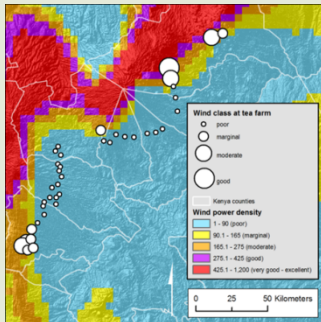 Wind class at tea farm
poor
marginal
moderate
good
Kenya counties
Wind power density
1 - 90 (poor)
90.1 - 165 (marginal)
165.1 - 275 (moderate)
275.1 - 425 (good)
425.1 - 1,200 (very good - excellent)
0 25 50 Kilometers